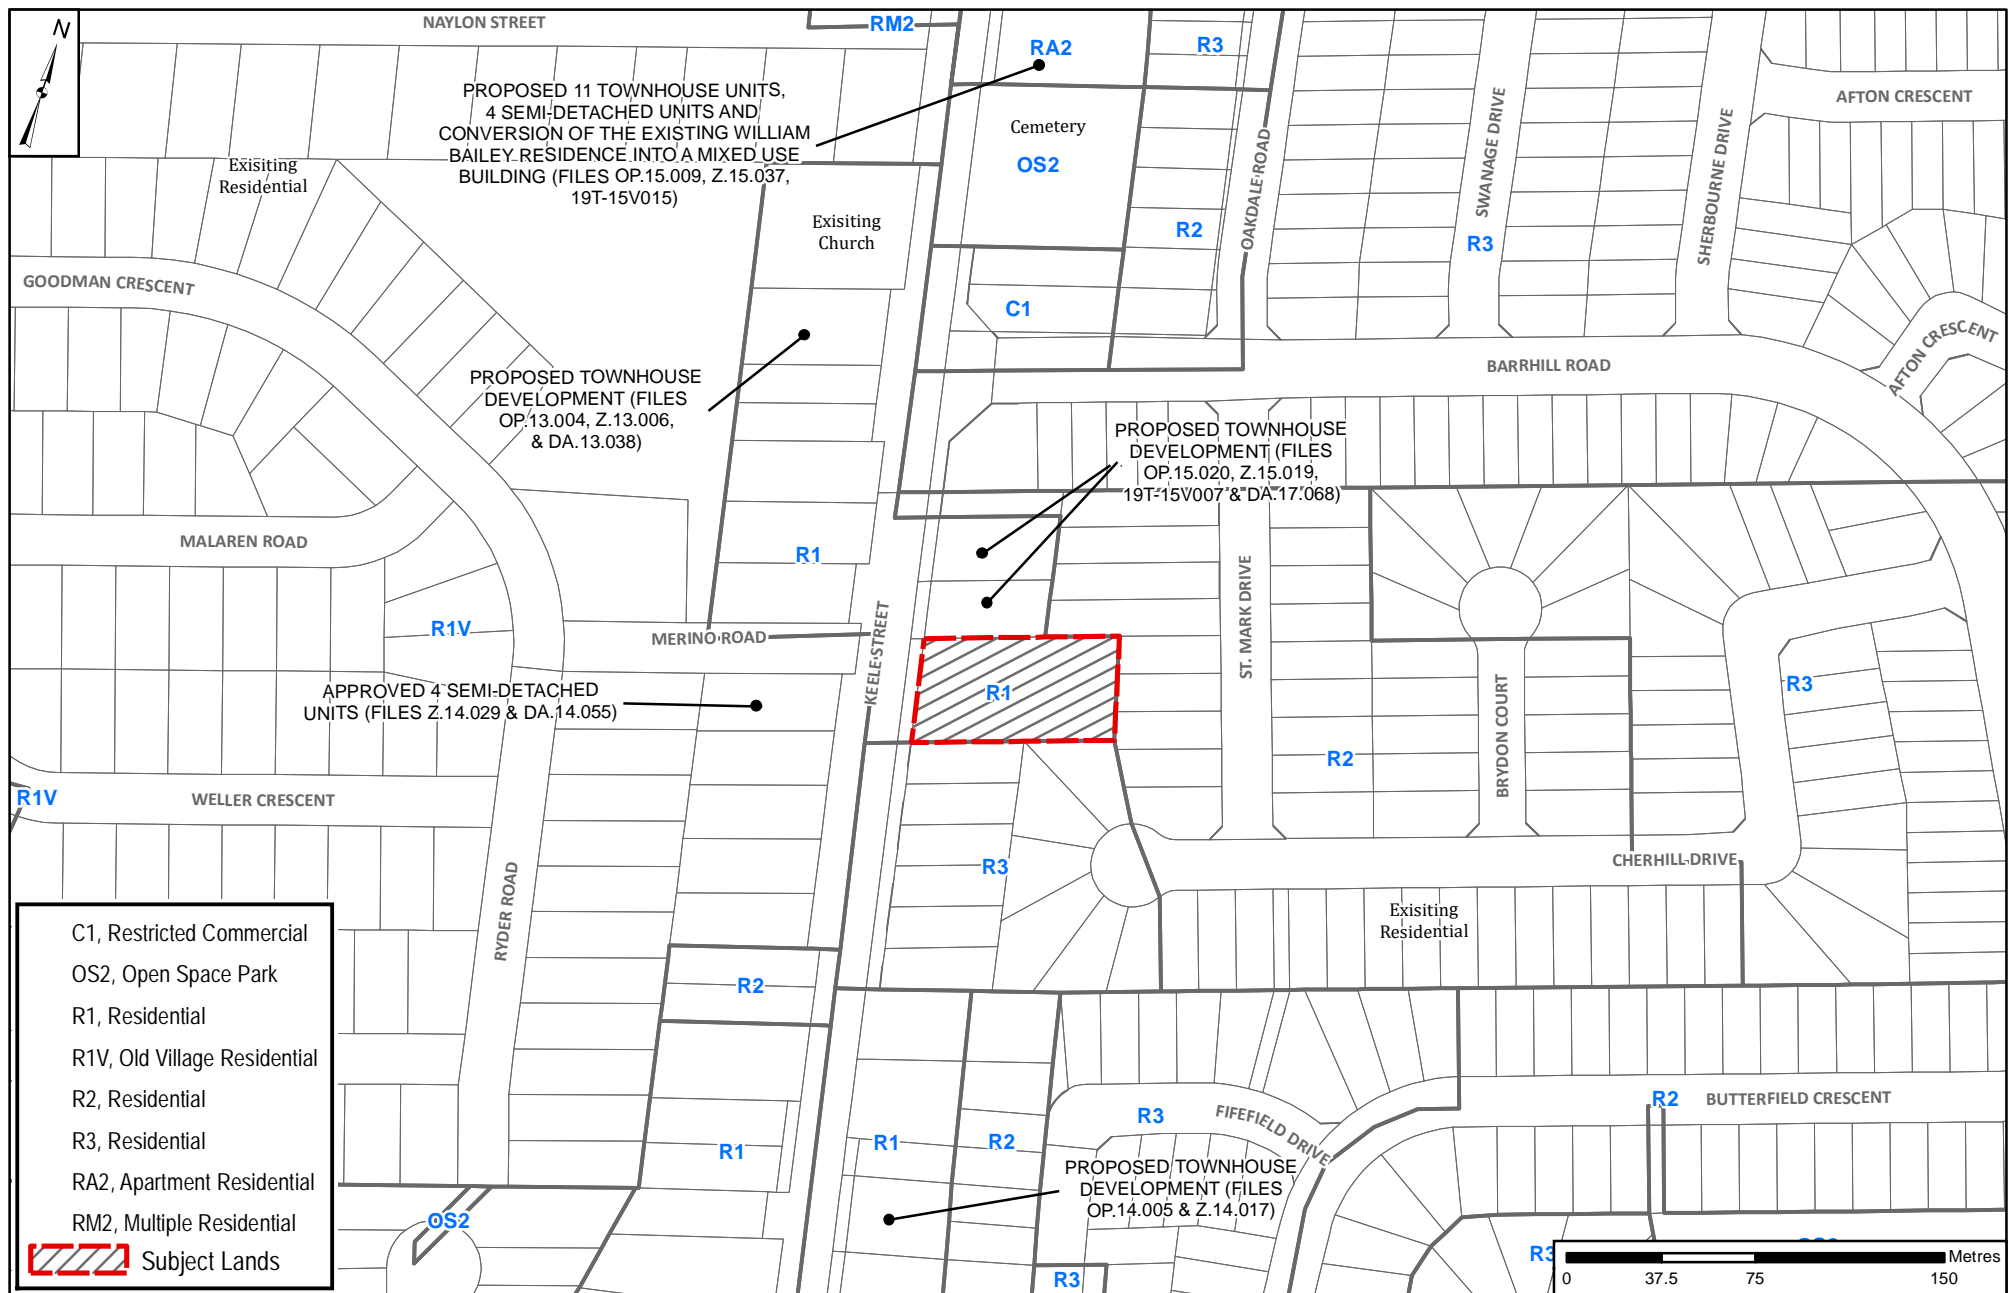 N
NAYLON STREET
RM2
RA2
R3
PROPOSED 11 TOWNHOUSE UNITS,
4 SEMI-DETACHED UNITS AND
CONVERSION OF THE EXISTING WILLIAM
BAILEY RESIDENCE INTO A MIXED USE
BUILDING (FILES OP.15.009, Z.15.037,
19T-15V015)
Cemetery
OS2
OAKDALE ROAD
SWANAGE DRIVE
SHERBOURNE DRIVE
AFTON CRESCENT
Exisiting
Residential
Exisiting
Church
R2
R3
GOODMAN CRESCENT
C1
BARRHILL ROAD
AFTON CRESCENT
PROPOSED TOWNHOUSE
DEVELOPMENT (FILES
OP.13.004, Z.13.006,
& DA.13.038)
PROPOSED TOWNHOUSE
DEVELOPMENT (FILES
OP.15.020, Z.15.019,
19T-15V007 & DA.17.068)
MALAREN ROAD
R1
R1V
MERINO ROAD
KEELE STREET
ST. MARK DRIVE
BRYDON COURT
R1
R3
APPROVED 4 SEMI-DETACHED
UNITS (FILES Z.14.029 & DA.14.055)
R2
R1V
WELLER CRESCENT
RYDER ROAD
R3
CHERHILL DRIVE
Exisiting
Residential
R2
R1
R1
R2
R3
FIFEFIELD DRIVE
R2
BUTTERFIELD CRESCENT
PROPOSED TOWNHOUSE
DEVELOPMENT (FILES
OP.14.005 & Z.14.017)
OS2
R3
R3
C1, Restricted Commercial
OS2, Open Space Park
R1, Residential
R1V, Old Village Residential
R2, Residential
R3, Residential
RA2, Apartment Residential
RM2, Multiple Residential
Subject Lands
Metres
0 37.5 75 150